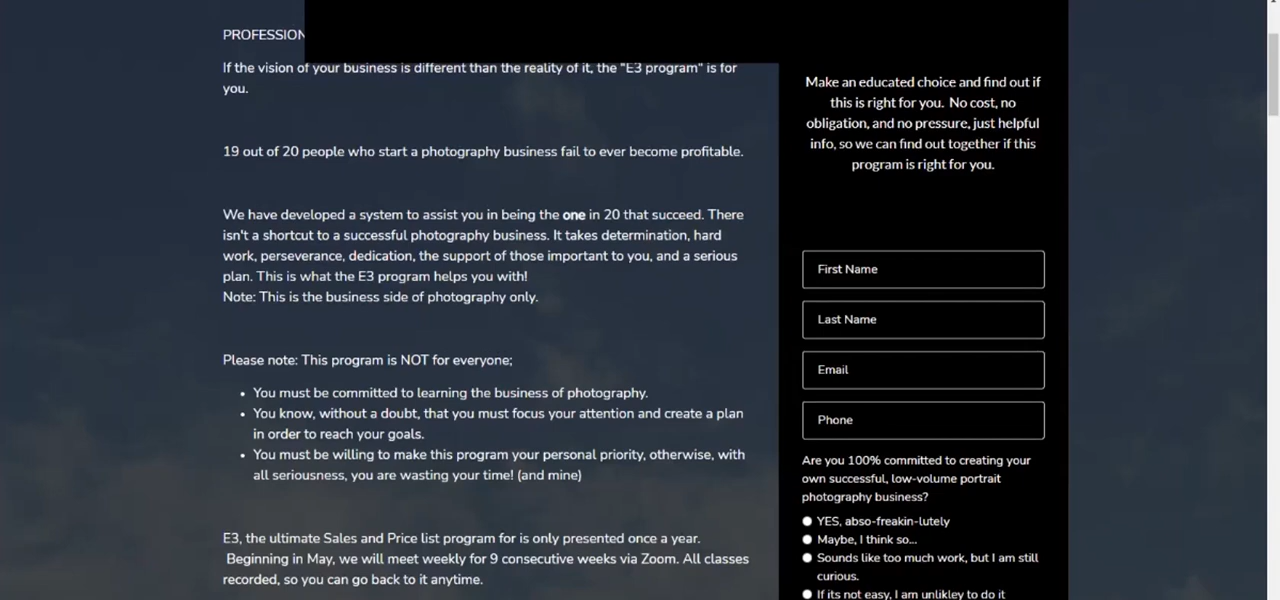 PROFESSION
If the vision of your business is different than the reality of it, the "E3 program" is for
you.
19 out of 20 people who start a photography business fail to ever become profitable.
We have developed a system to assist you in being the one in 20 that succeed. There
isn't a shortcut to a successful photography business. It takes determination, hard
work, perseverance, dedication, the support of those important to you, and a serious
plan. This is what the E3 program helps you with!
Note: This is the business side of photography only.
Please note: This program is NOT for everyone;
• You must be committed to learning the business of photography.
• You know, without a doubt, that you must focus your attention and create a plan
in order to reach your goals.
• You must be willing to make this program your personal priority, otherwise, with
all seriousness, you are wasting your time! (and mine)
E3, the ultimate Sales and Price list program for is only presented once a year.
Beginning in May, we will meet weekly for 9 consecutive weeks via Zoom. All classes
recorded, so you can go back to it anytime.
Make an educated choice and find out if
this is right for you. No cost, no
obligation, and no pressure, just helpful
info, so we can find out together if this
program is right for you.
First Name
Last Name
Email
Phone
Are you 100% committed to creating your
own successful, low-volume portrait
photography business?
YES, abso-freakin-lutely
Maybe, I think so...
Sounds like too much work, but I am still
curious.
If its not easy, I am unlikley to do it